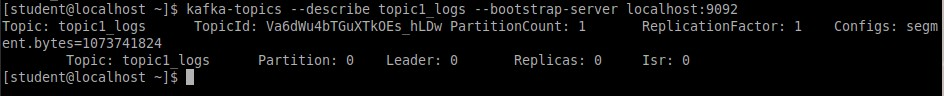 [student@localhost ~]$ kafka-topics --describe topic1_logs --bootstrap-server localhost:9092
Topic: topic1_logs      TopicId: Va6dWu4bTGuXTkOEs_hLDw PartitionCount: 1       ReplicationFactor: 1    Configs: segm
ent.bytes=1073741824
        Topic: topic1_logs      Partition: 0    Leader: 0       Replicas: 0     Isr: 0
[student@localhost ~]$